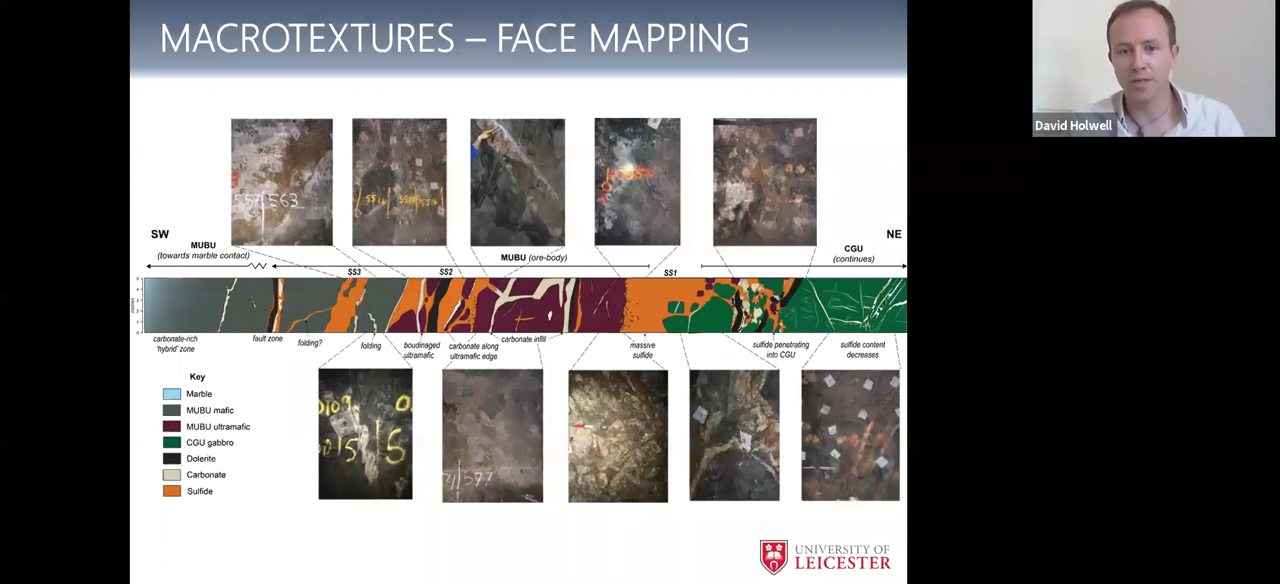 MACROTEXTURES – FACE MAPPING
David Holwell
557 563
SW
NE
MUBU
(towards marble contact)
MUBU (ore-body)
CGU
(continues)
SS3
SS2
SS1
metres
carbonate-rich
'hybrid' zone
fault zone
folding?
folding
boudinaged
ultramafic
carbonate along
ultramafic edge
carbonate infill
massive
sulfide
sulfide penetrating
into CGU
sulfide content
decreases
Key
Marble
MUBU mafic
MUBU ultramafic
CGU gabbro
Dolerite
Carbonate
Sulfide
UNIVERSITY OF
LEICESTER